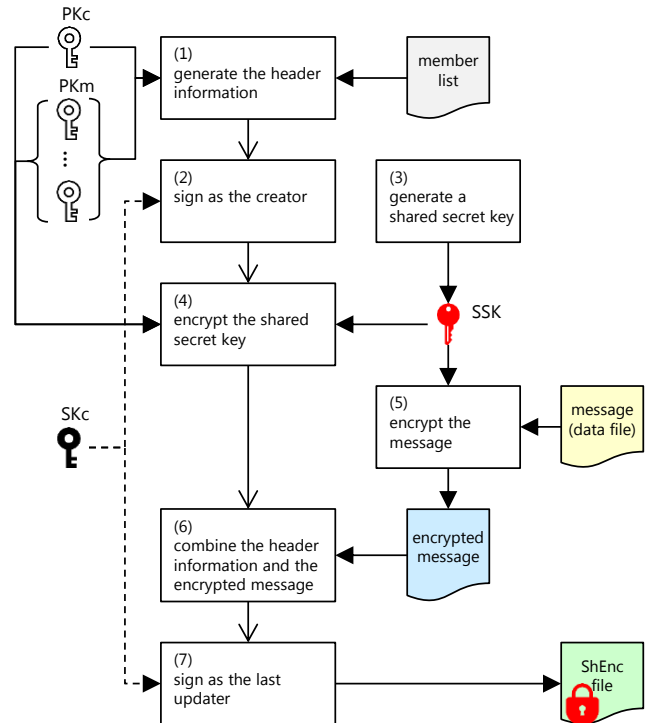 PKc
(1)
generate the header
information
member
list
PKm
...
(2)
sign as the creator
(3)
generate a
shared secret key
(4)
encrypt the shared
secret key
SSK
SKc
(5)
encrypt the
message
message
(data file)
(6)
combine the header
information and the
encrypted message
encrypted
message
(7)
sign as the last
updater
ShEnc
file